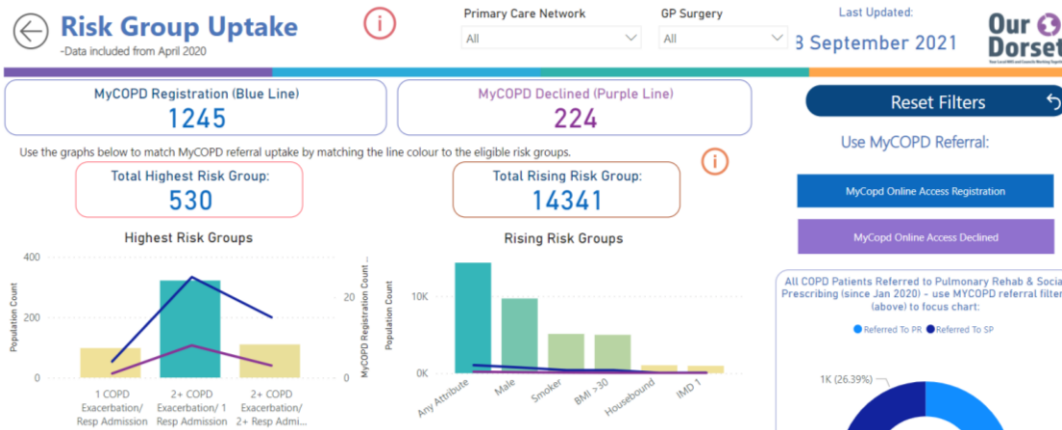 Risk Group Uptake
-Data included from April 2020
i
Primary Care Network
All
GP Surgery
All
Last Updated:
3 September 2021
Our
Dorset
MyCOPD Registration (Blue Line)
1245
MyCOPD Declined (Purple Line)
224
Reset Filters
Use the graphs below to match MyCOPD referral uptake by matching the line colour to the eligible risk groups.
i
Use MyCOPD Referral:
MyCopd Online Access Registration
MyCopd Online Access Declined
Total Highest Risk Group:
530
Total Rising Risk Group:
14341
Highest Risk Groups
Population Count
400
200
0
MyCOPD Registration Count ...
20
0
1 COPD
Exacerbation/
Resp Admission
2+ COPD
Exacerbation/ 1
Resp Admission
2+ COPD
Exacerbation/
2+ Resp Admi...
Rising Risk Groups
Population Count
10K
0K
Any Attribute
Male
Smoker
BMI >30
Housebound
IMD 1
All COPD Patients Referred to Pulmonary Rehab & Social
Prescribing (since Jan 2020) - use MYCOPD referral filter
(above) to focus chart:
Referred To PR
Referred To SP
1K (26.39%)